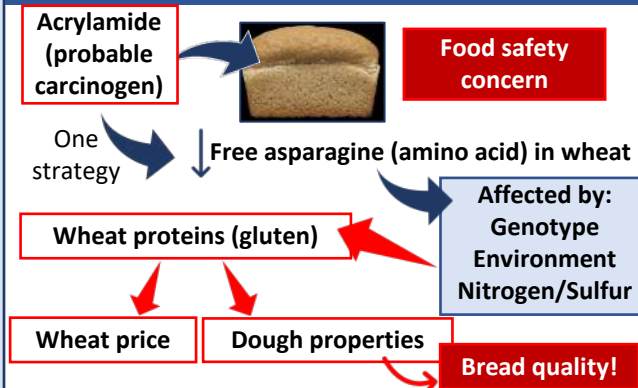 Acrylamide
(probable
carcinogen)
Food safety
concern
One
strategy
Free asparagine (amino acid) in wheat
Affected by:
Genotype
Environment
Nitrogen/Sulfur
Wheat proteins (gluten)
Wheat price
Dough properties
Bread quality!